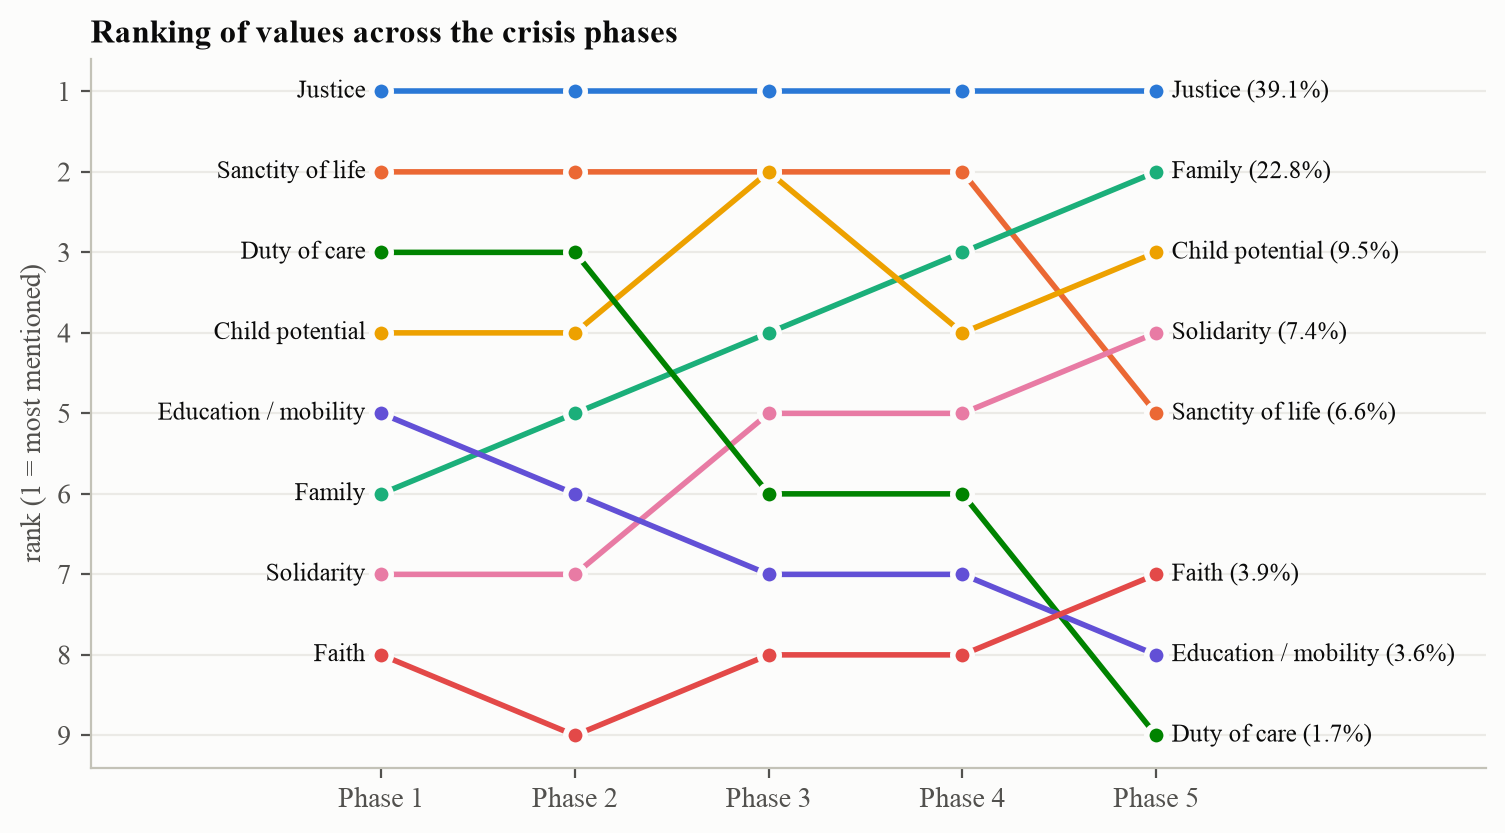 Ranking of values across the crisis phases
rank (1 = most mentioned)
1
2
3
4
5
6
7
8
9
Justice
Sanctity of life
Duty of care
Child potential
Education / mobility
Family
Solidarity
Faith
Justice (39.1%)
Family (22.8%)
Child potential (9.5%)
Solidarity (7.4%)
Sanctity of life (6.6%)
Faith (3.9%)
Education / mobility (3.6%)
Duty of care (1.7%)
Phase 1
Phase 2
Phase 3
Phase 4
Phase 5